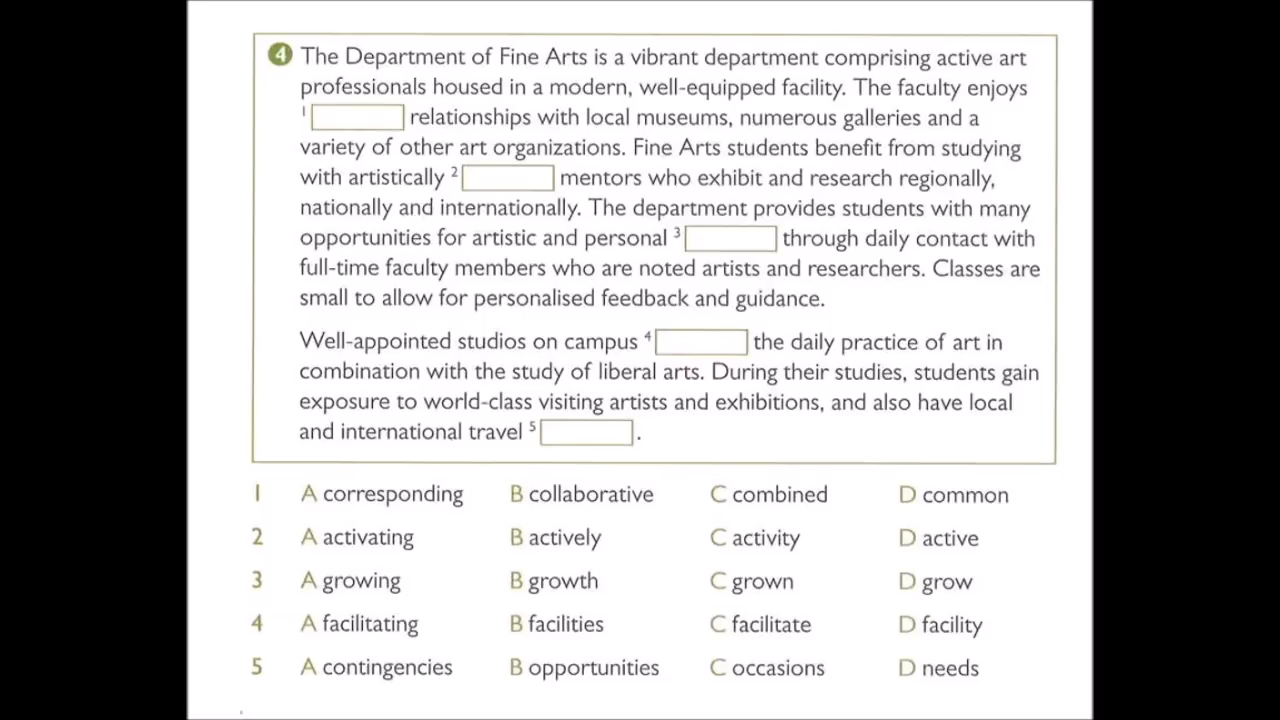 4 The Department of Fine Arts is a vibrant department comprising active art
professionals housed in a modern, well-equipped facility. The faculty enjoys
1 relationships with local museums, numerous galleries and a
variety of other art organizations. Fine Arts students benefit from studying
with artistically 2 mentors who exhibit and research regionally,
nationally and internationally. The department provides students with many
opportunities for artistic and personal 3 through daily contact with
full-time faculty members who are noted artists and researchers. Classes are
small to allow for personalised feedback and guidance.
Well-appointed studios on campus 4 the daily practice of art in
combination with the study of liberal arts. During their studies, students gain
exposure to world-class visiting artists and exhibitions, and also have local
and international travel 5 .
1 A corresponding B collaborative C combined D common
2 A activating B actively C activity D active
3 A growing B growth C grown D grow
4 A facilitating B facilities C facilitate D facility
5 A contingencies B opportunities C occasions D needs